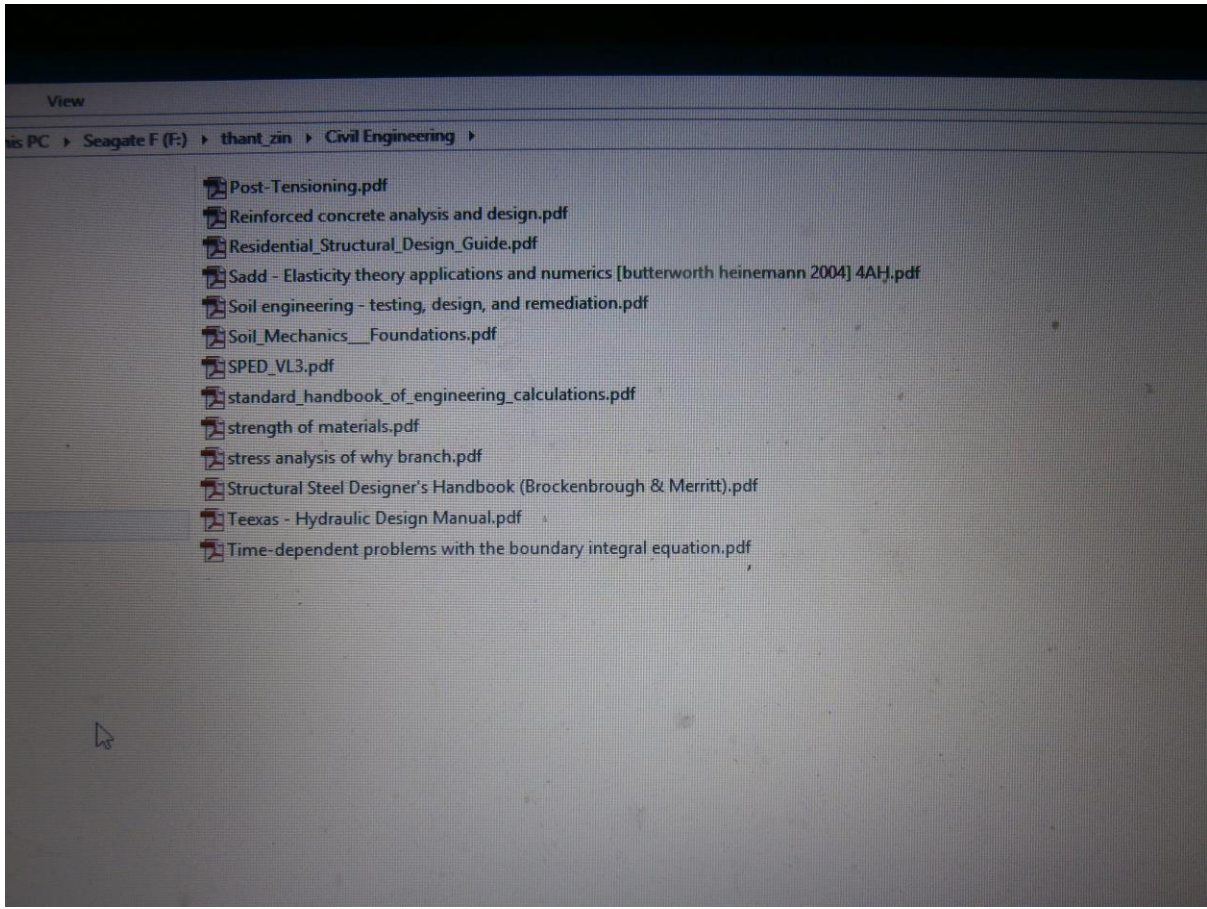 View
his PC ▸ Seagate F (F:) ▸ thant_zin ▸ Civil Engineering ▸
Post-Tensioning.pdf
Reinforced concrete analysis and design.pdf
Residential_Structural_Design_Guide.pdf
Sadd - Elasticity theory applications and numerics [butterworth heinemann 2004] 4AH.pdf
Soil engineering - testing, design, and remediation.pdf
Soil_Mechanics__Foundations.pdf
SPED_VL3.pdf
standard_handbook_of_engineering_calculations.pdf
strength of materials.pdf
stress analysis of why branch.pdf
Structural Steel Designer's Handbook (Brockenbrough & Merritt).pdf
Teexas - Hydraulic Design Manual.pdf
Time-dependent problems with the boundary integral equation.pdf